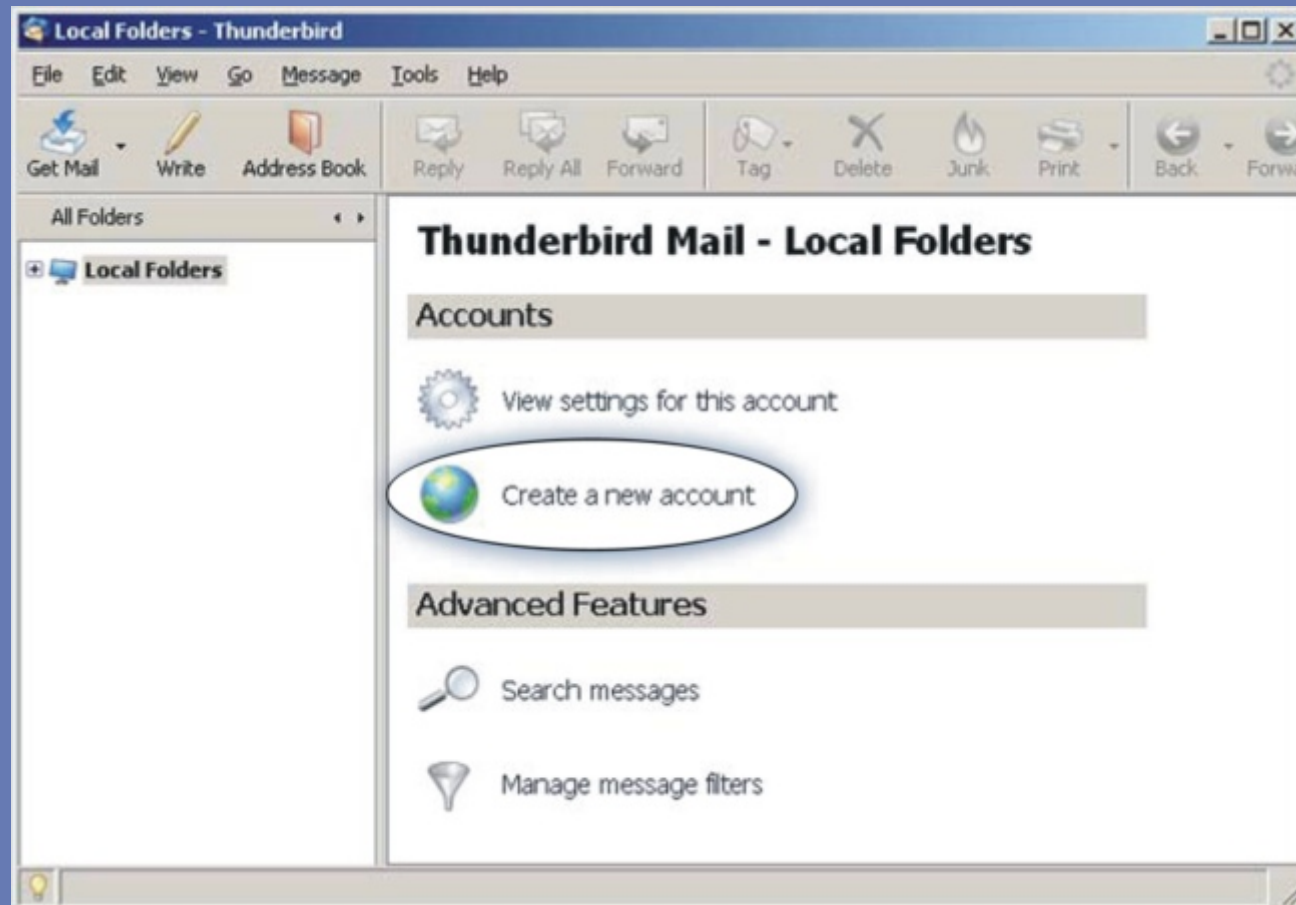 Local Folders - Thunderbird
File Edit View Go Message Tools Help
Get Mail Write Address Book Reply Reply All Forward Tag Delete Junk Print Back Forwa
All Folders
Local Folders
Thunderbird Mail - Local Folders
Accounts
View settings for this account
Create a new account
Advanced Features
Search messages
Manage message filters